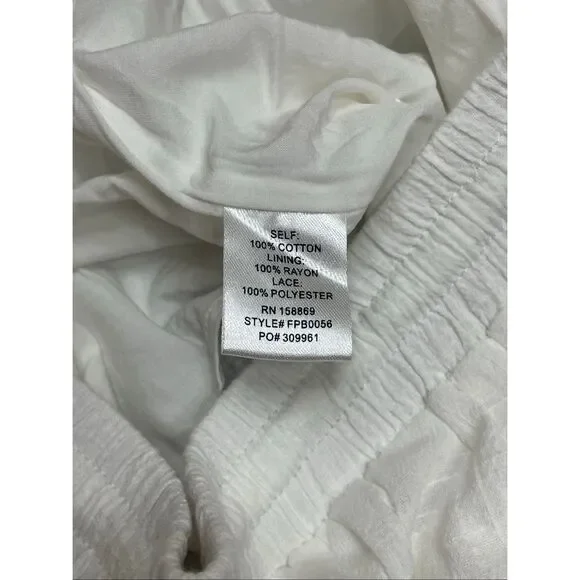 SELF:
100% COTTON
LINING:
100% RAYON
LACE:
100% POLYESTER
RN 158869
STYLE# FPB0056
PO# 309961